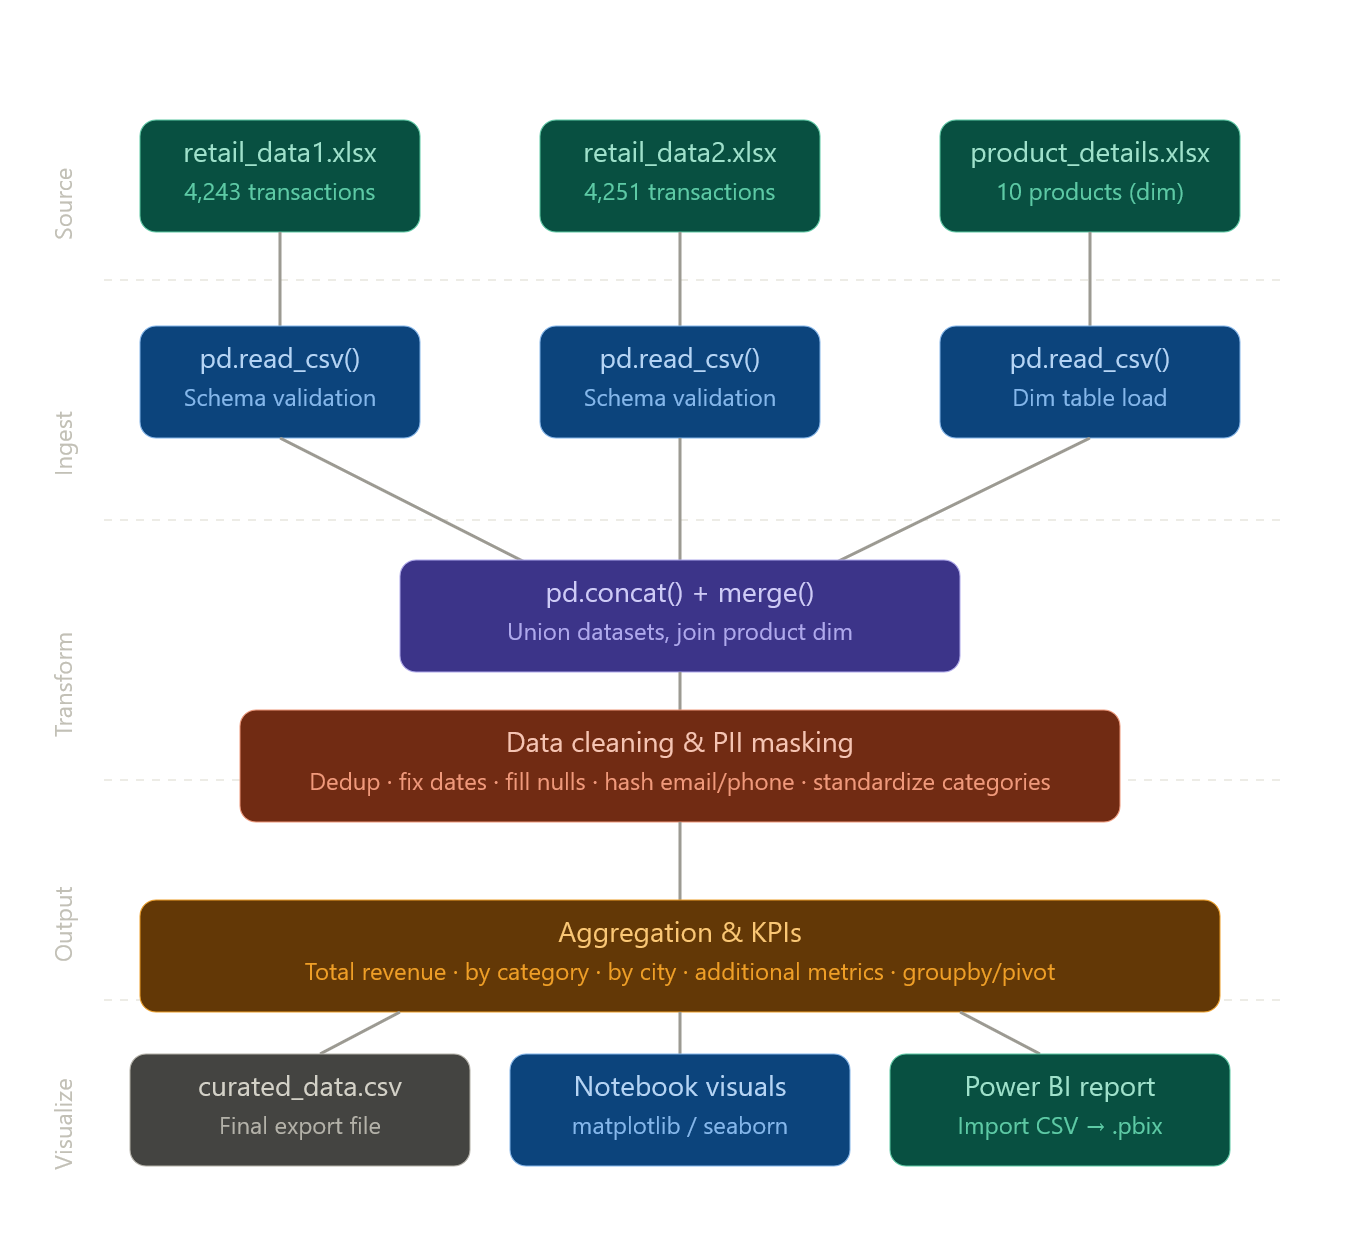 Source
retail_data1.xlsx
4,243 transactions
retail_data2.xlsx
4,251 transactions
product_details.xlsx
10 products (dim)
Ingest
pd.read_csv()
Schema validation
pd.read_csv()
Schema validation
pd.read_csv()
Dim table load
Transform
pd.concat() + merge()
Union datasets, join product dim
Data cleaning & PII masking
Dedup · fix dates · fill nulls · hash email/phone · standardize categories
Output
Aggregation & KPIs
Total revenue · by category · by city · additional metrics · groupby/pivot
Visualize
curated_data.csv
Final export file
Notebook visuals
matplotlib / seaborn
Power BI report
Import CSV → .pbix